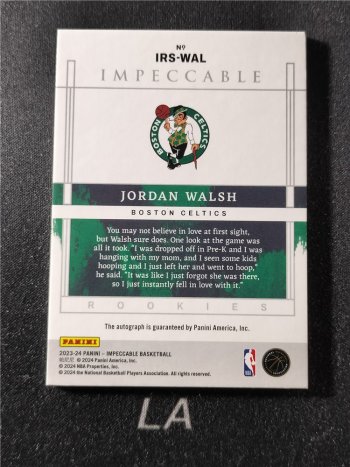 Nº
IRS-WAL
IMPECCABLE
BOSTON CELTICS
JORDAN WALSH
BOSTON CELTICS
You may not believe in love at first sight,
but Walsh sure does. One look at the game was
all it took. "I was dropped off in Pre-K and I was
hanging with my mom, and I seen some kids
hooping and I just left her and went to hoop,"
he said. "It was like I just forgot she was there,
so I just instantly fell in love with it."
ROOKIES
The autograph is guaranteed by Panini America, Inc.
PANINI
2023-24 PANINI - IMPECCABLE BASKETBALL
© 2024 Panini America, Inc.
© 2024 NBA Properties, Inc.
© 2024 the National Basketball Players Association. All rights reserved.
LA